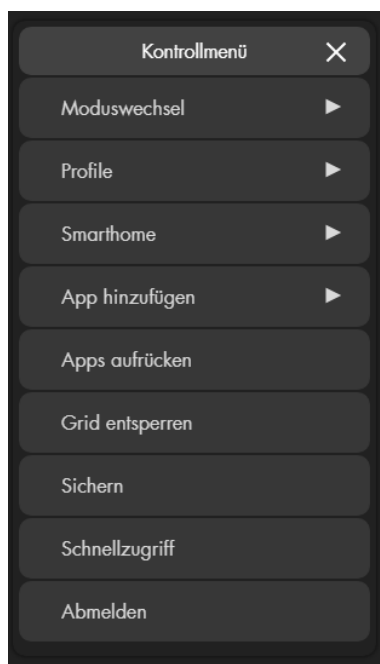 Kontrollmenü
Moduswechsel
Profile
Smarthome
App hinzufügen
Apps aufrücken
Grid entsperren
Sichern
Schnellzugriff
Abmelden